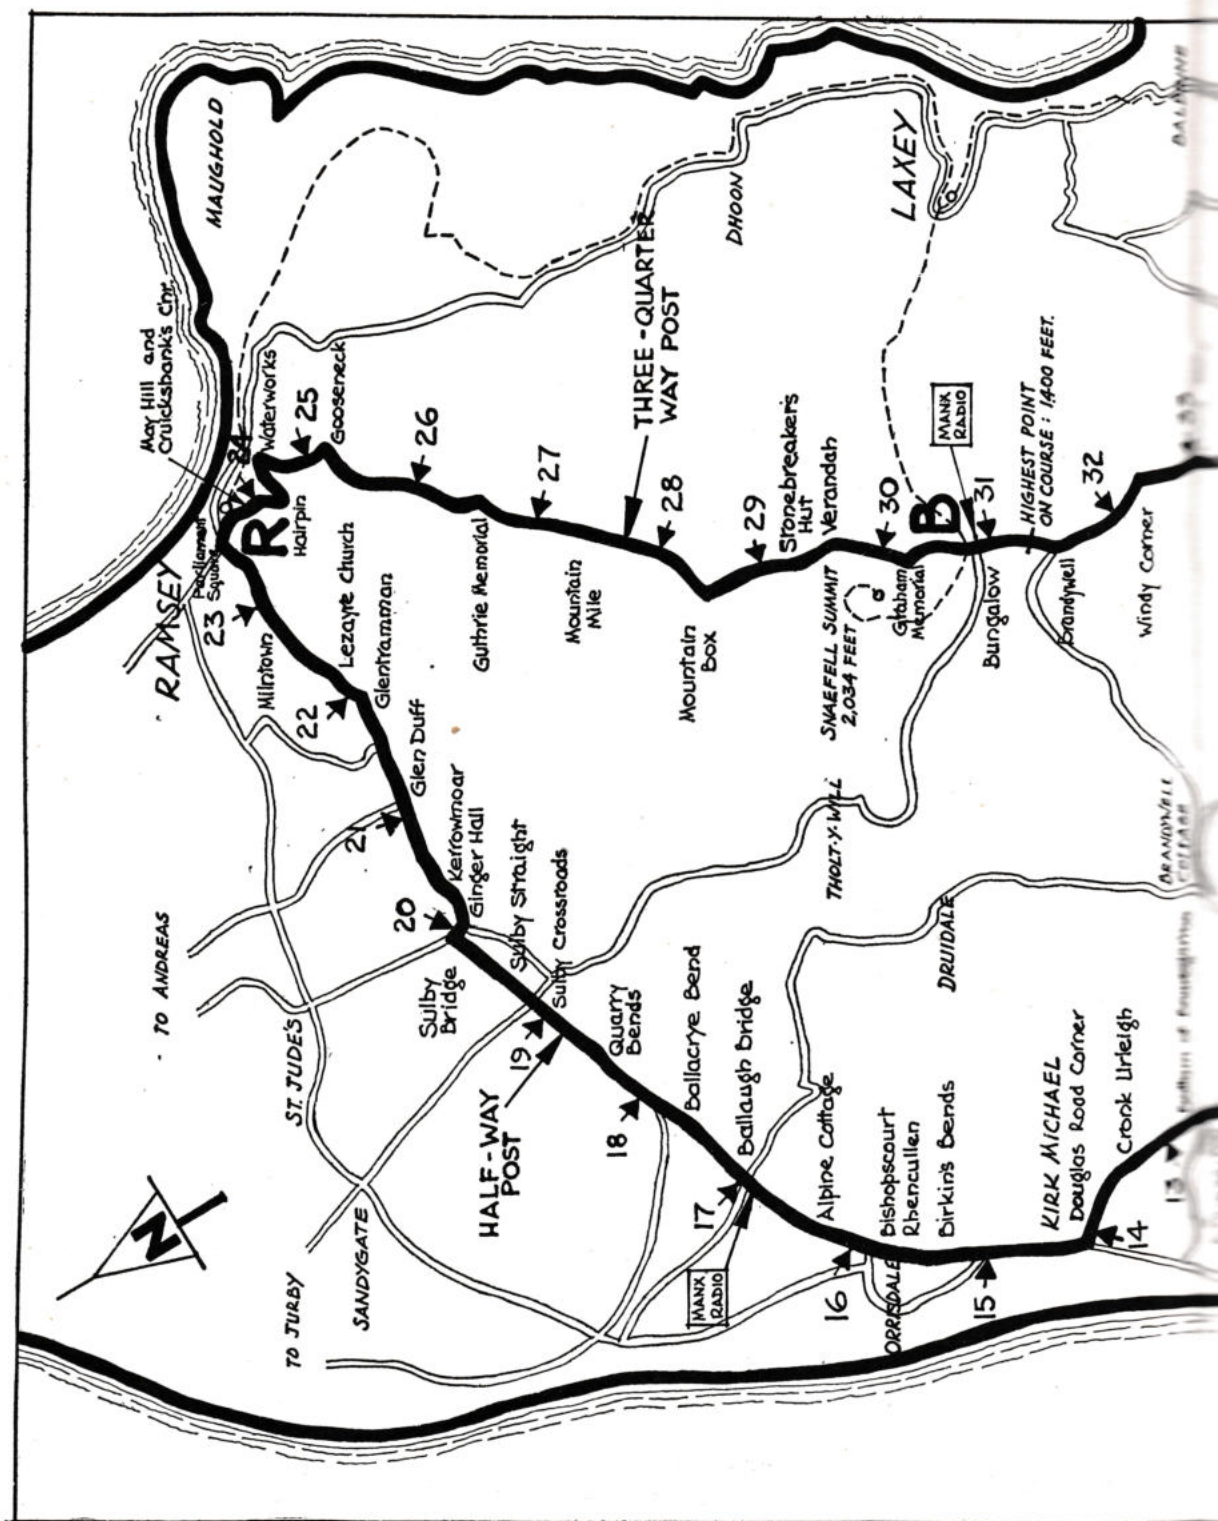 MAUGHOLD
May Hill and
Cruicksbank's C'nr.
RAMSEY
Parliament
Square
24
Waterworks
R
Hairpin
25
Gooseneck
23
Milntown
Lezayre Church
22
Glentramman
26
Guthrie Memorial
Glen Duff
21
27
Mountain
Mile
THREE-QUARTER
WAY POST
28
Mountain
Box
DHOON
LAXEY
29
Stonebreaker's
Hut
Verandah
30
SNAEFELL SUMMIT
2,034 FEET
Graham
Memorial
B
MANX
RADIO
31
Bungalow
HIGHEST POINT
ON COURSE : 1,400 FEET.
Brandywell
32
Windy Corner
33
TO ANDREAS
20
Kerrowmoar
Ginger Hall
Sulby Straight
Sulby Crossroads
Sulby
Bridge
ST. JUDE'S
19
HALF-WAY
POST
Quarry
Bends
18
Ballacrye Bend
Ballaugh Bridge
17
MANX
RADIO
THOLT-Y-WILL
DRUIDALE
BRANDYWELL
COTTAGE
Alpine Cottage
16
Bishopscourt
Rhencullen
Birkin's Bends
ORRISDALE
15
KIRK MICHAEL
Douglas Road Corner
14
Cronk Urleigh
13
N
TO JURBY
SANDYGATE